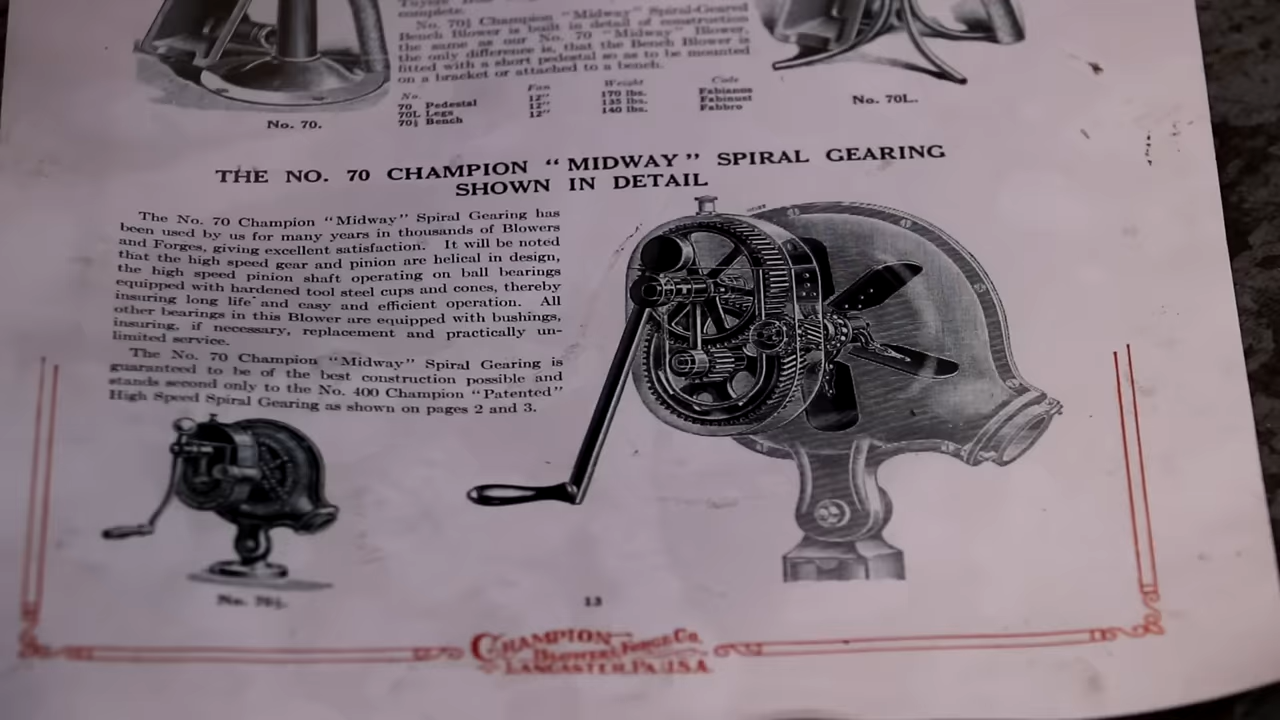 complete.
No. 70½ Champion "Midway" Spiral-Geared
Bench Blower is built in detail of construction
the same as our No. 70 "Midway" Blower,
the only difference is, that the Bench Blower is
fitted with a short pedestal so as to be mounted
on a bracket or attached to a bench.
No. Fan Weight Code
70 Pedestal 12" 170 lbs. Fabianos
70L Legs 12" 135 lbs. Fabinuet
70½ Bench 12" 140 lbs. Fabbro
No. 70.
No. 70L.
THE NO. 70 CHAMPION "MIDWAY" SPIRAL GEARING
SHOWN IN DETAIL
The No. 70 Champion "Midway" Spiral Gearing has
been used by us for many years in thousands of Blowers
and Forges, giving excellent satisfaction. It will be noted
that the high speed gear and pinion are helical in design,
the high speed pinion shaft operating on ball bearings
equipped with hardened tool steel cups and cones, thereby
insuring long life and easy and efficient operation. All
other bearings in this Blower are equipped with bushings,
insuring, if necessary, replacement and practically un-
limited service.
The No. 70 Champion "Midway" Spiral Gearing is
guaranteed to be of the best construction possible and
stands second only to the No. 400 Champion "Patented"
High Speed Spiral Gearing as shown on pages 2 and 3.
No. 70½.
13
CHAMPION
BLOWER & FORGE CO.
LANCASTER, PA. U.S.A.